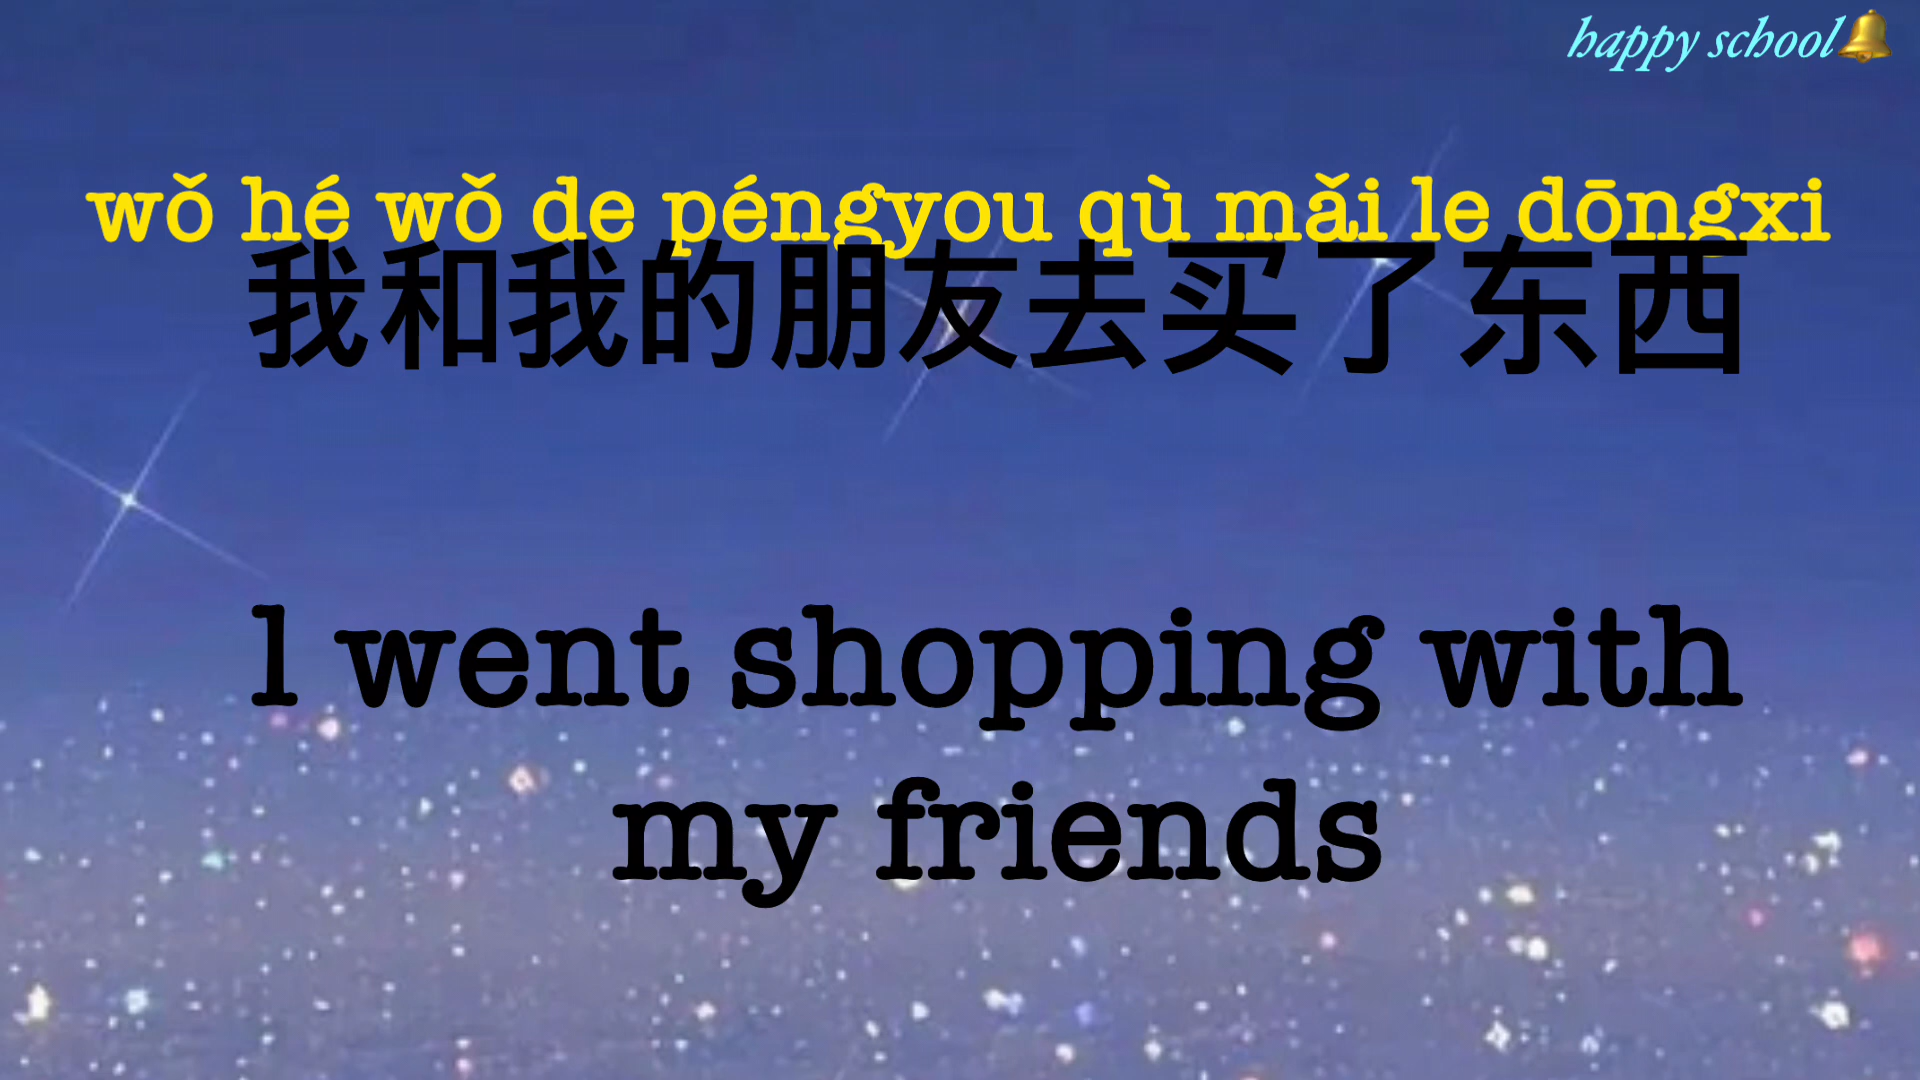 happy school🔔
wǒ hé wǒ de péngyou qù mǎi le dōngxi
我和我的朋友去买了东西
l went shopping with
my friends